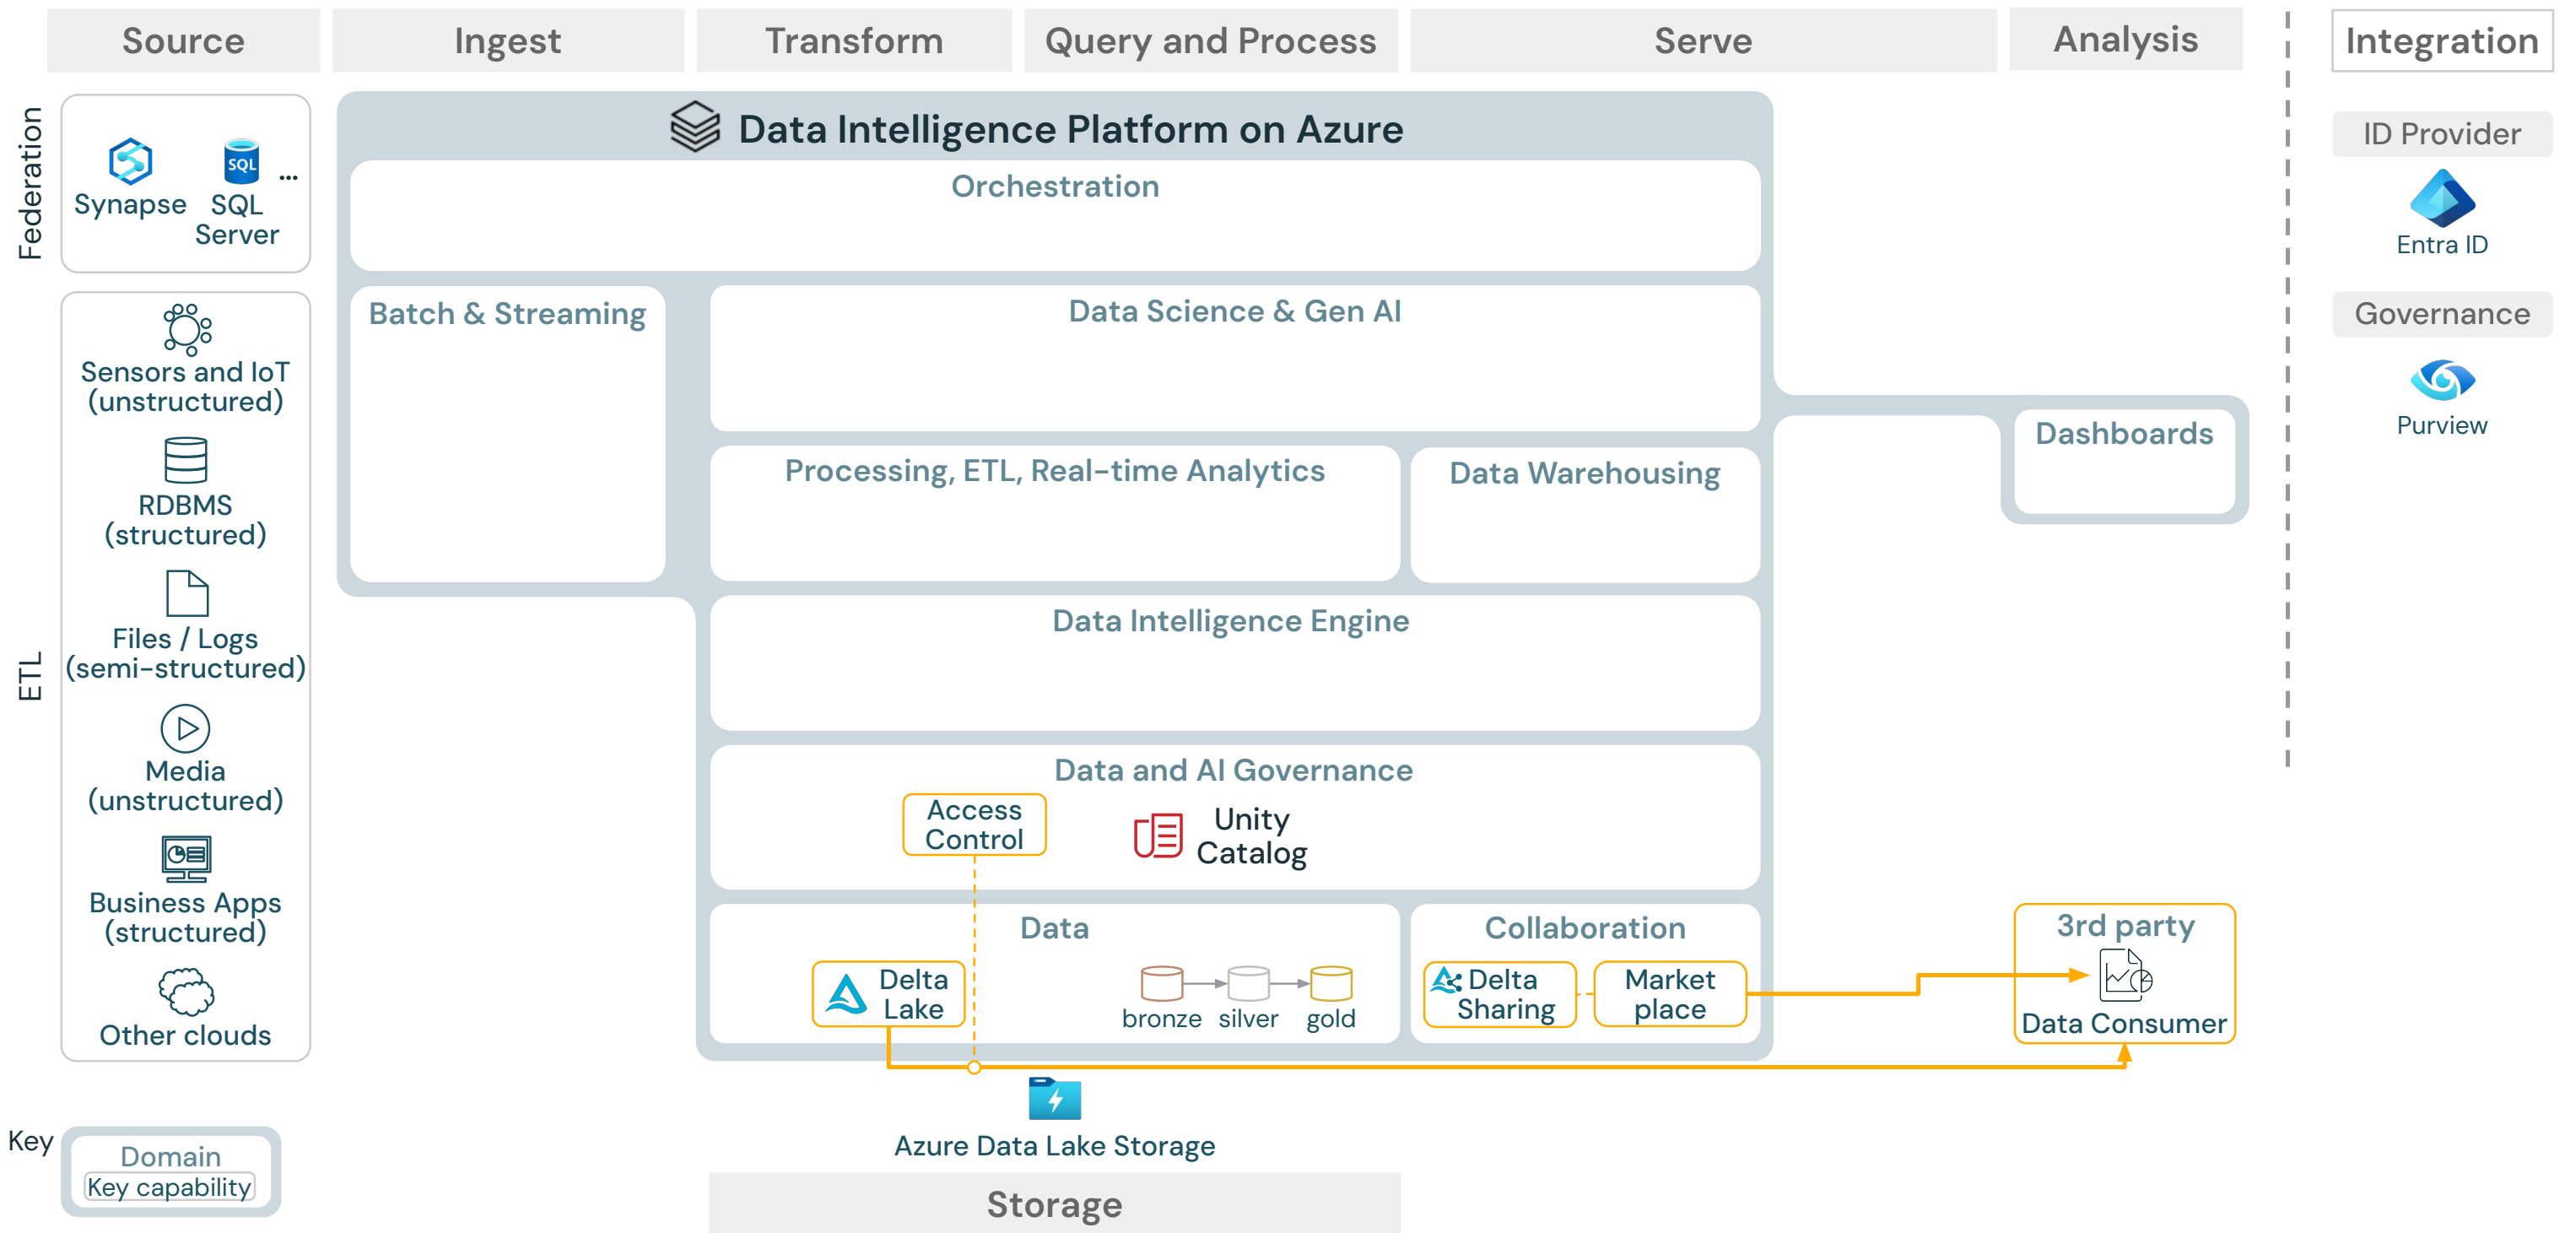 Source
Ingest
Transform
Query and Process
Serve
Analysis
Integration
Federation
Synapse
SQL
SQL
Server
...
ETL
Sensors and IoT
(unstructured)
RDBMS
(structured)
Files / Logs
(semi-structured)
Media
(unstructured)
Business Apps
(structured)
Other clouds
Data Intelligence Platform on Azure
Orchestration
Batch & Streaming
Data Science & Gen AI
Processing, ETL, Real-time Analytics
Data Warehousing
Dashboards
Data Intelligence Engine
Data and AI Governance
Access
Control
Unity
Catalog
Data
Delta
Lake
bronze
silver
gold
Collaboration
Delta
Sharing
Market
place
3rd party
Data Consumer
ID Provider
Entra ID
Governance
Purview
Azure Data Lake Storage
Storage
Key
Domain
Key capability